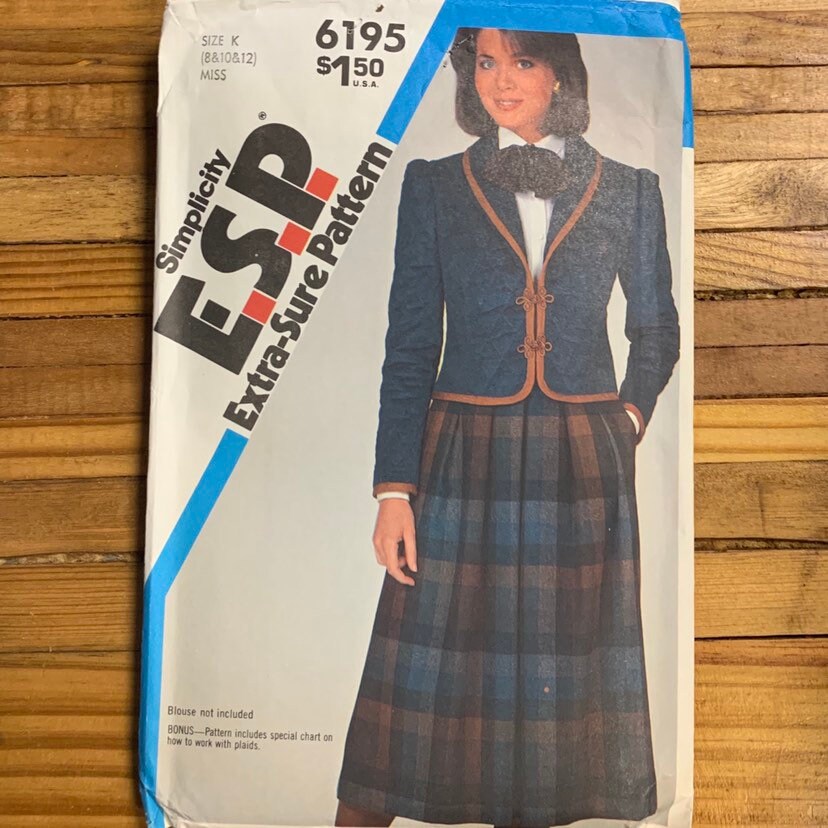 SIZE K
(8&10&12)
MISS
6195
$1.50
U.S.A.
Simplicity
E.S.P.®
Extra-Sure Pattern
Blouse not included
BONUS—Pattern includes special chart on
how to work with plaids.